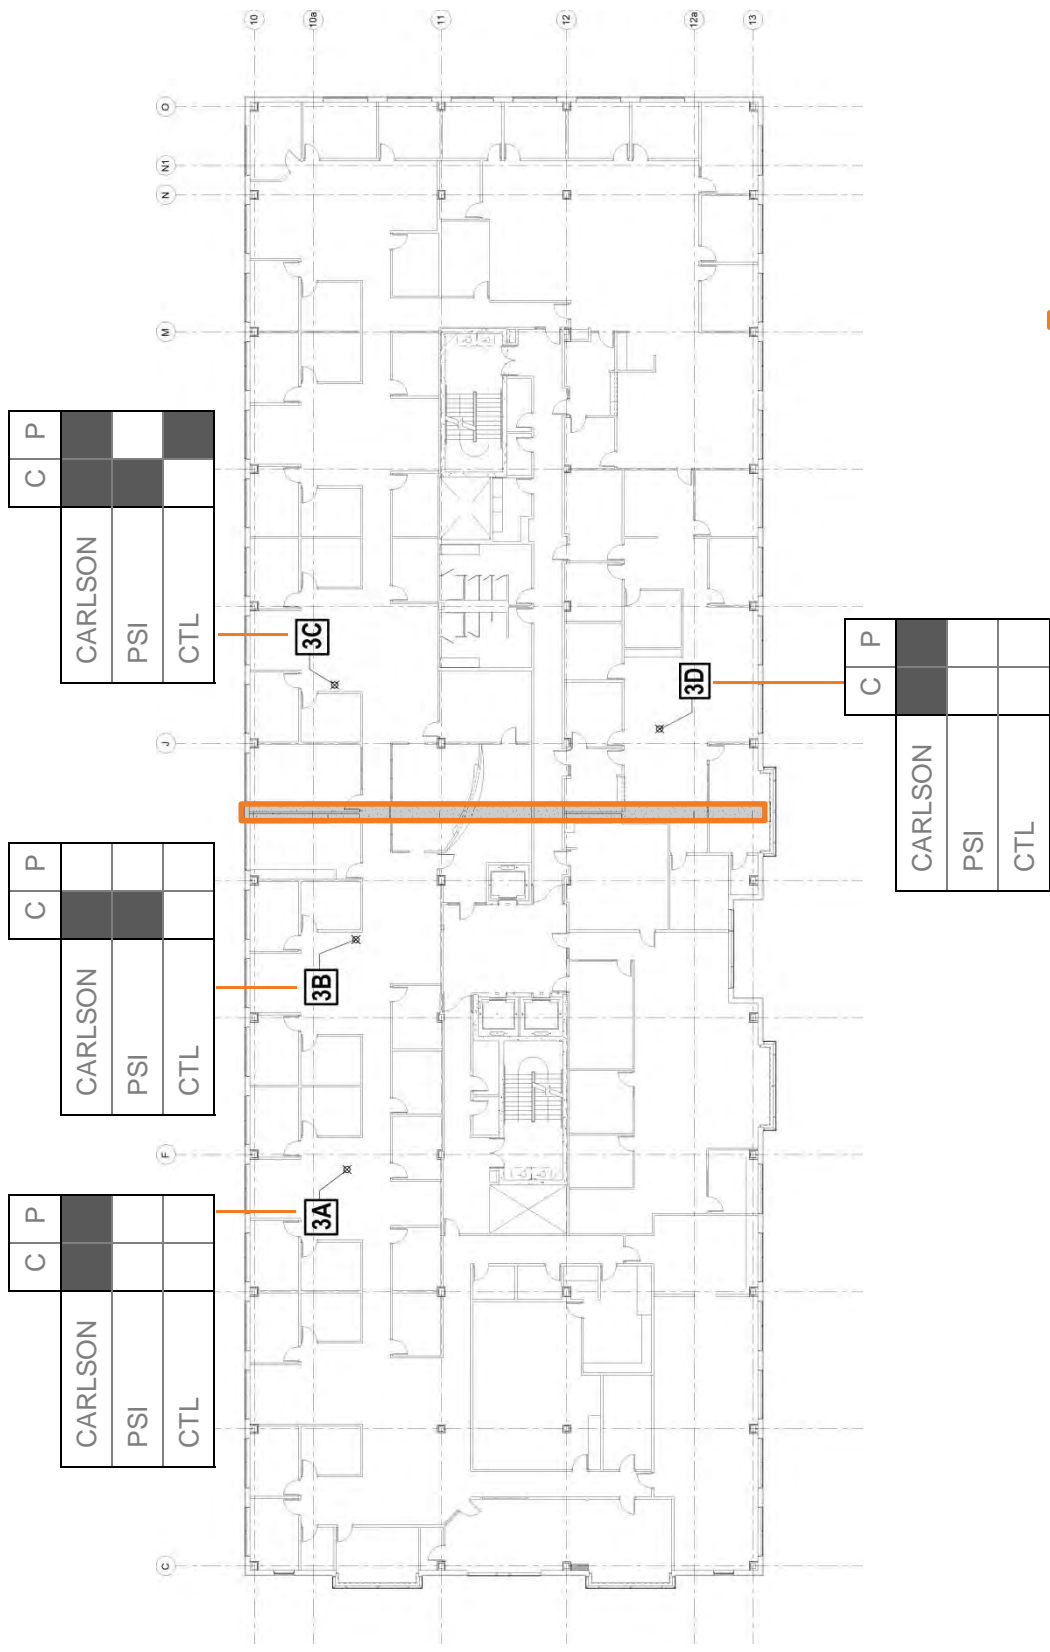 10
10a
11
12
12a
13
O
N1
N
M
J
F
C
C P
CARLSON
PSI
CTL
3C
C P
CARLSON
PSI
CTL
3D
C P
CARLSON
PSI
CTL
3B
C P
CARLSON
PSI
CTL
3A